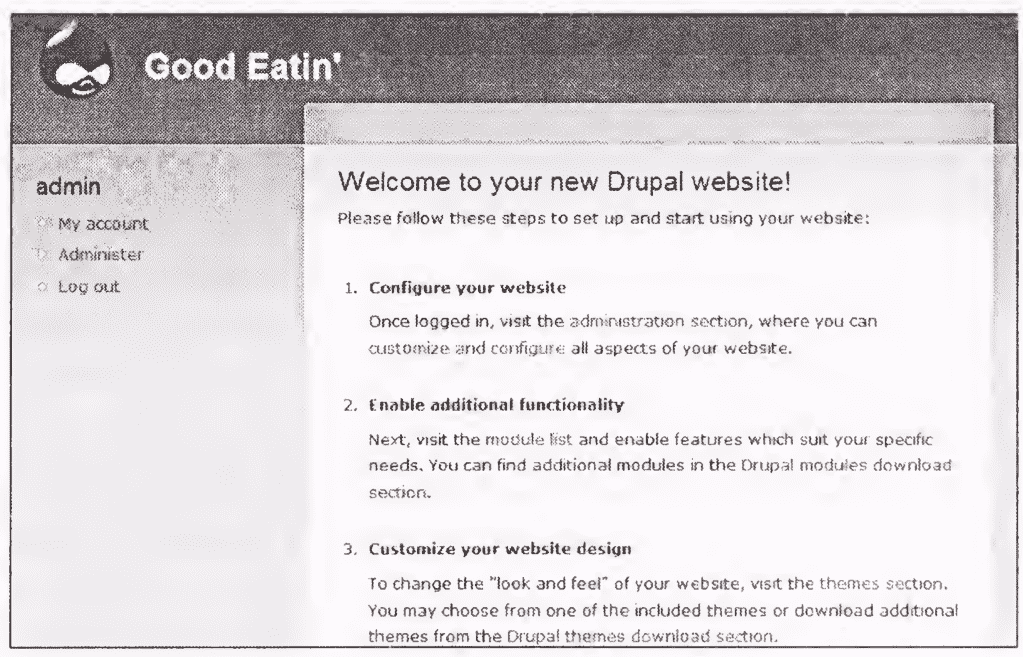 Good Eatin'
admin
My account
Administer
Log out
Welcome to your new Drupal website!
Please follow these steps to set up and start using your website:
1. Configure your website
Once logged in, visit the administration section, where you can
customize and configure all aspects of your website.
2. Enable additional functionality
Next, visit the module list and enable features which suit your specific
needs. You can find additional modules in the Drupal modules download
section.
3. Customize your website design
To change the "look and feel" of your website, visit the themes section.
You may choose from one of the included themes or download additional
themes from the Drupal themes download section.